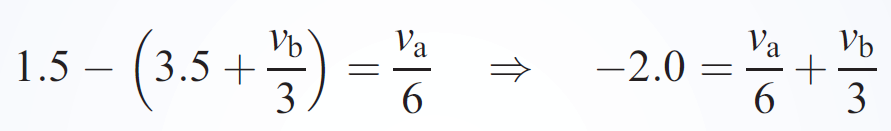 1.5 − (3.5 + v_b/3) = v_a/6 ⇒ −2.0 = v_a/6 + v_b/3